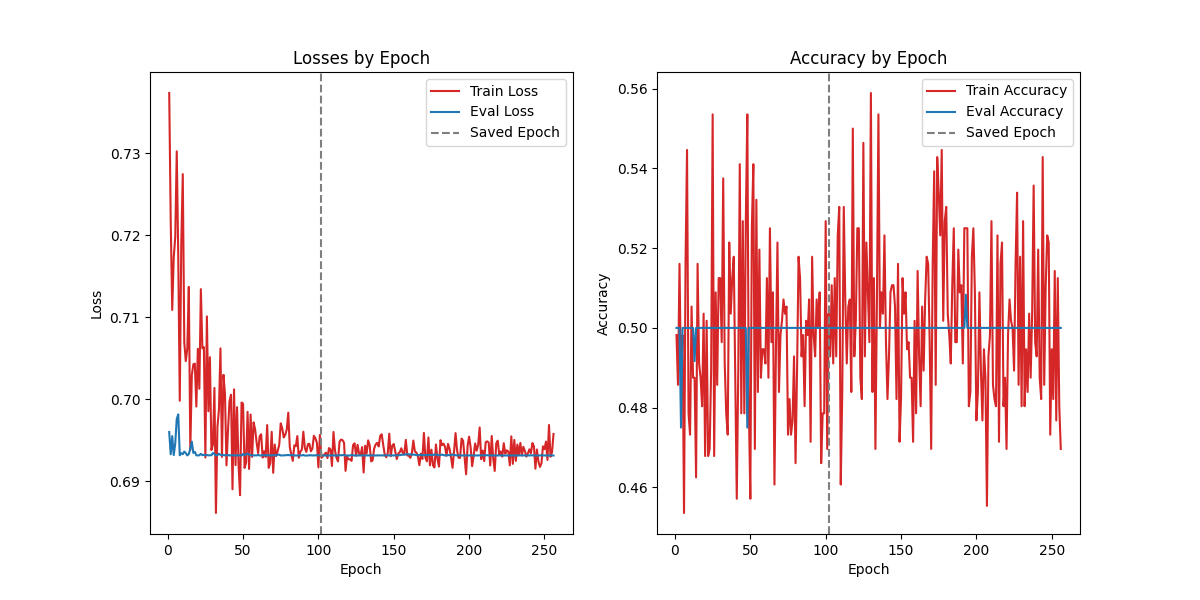 Losses by Epoch
Train Loss
Eval Loss
Saved Epoch
0.73
0.72
0.71
0.70
0.69
Loss
0
50
100
150
200
250
Epoch
Accuracy by Epoch
Train Accuracy
Eval Accuracy
Saved Epoch
0.56
0.54
0.52
0.50
0.48
0.46
Accuracy
0
50
100
150
200
250
Epoch